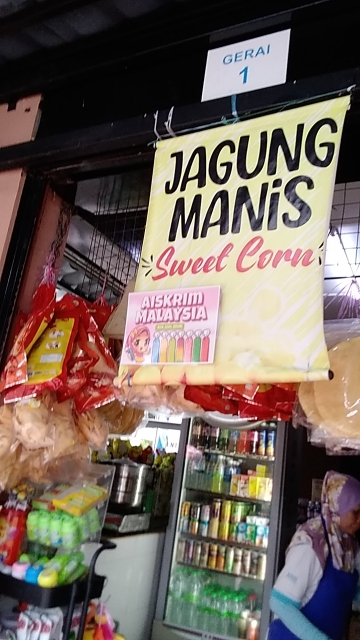 GERAI
1
JAGUNG
MANiS
Sweet Corn
AISKRIM
MALAYSIA